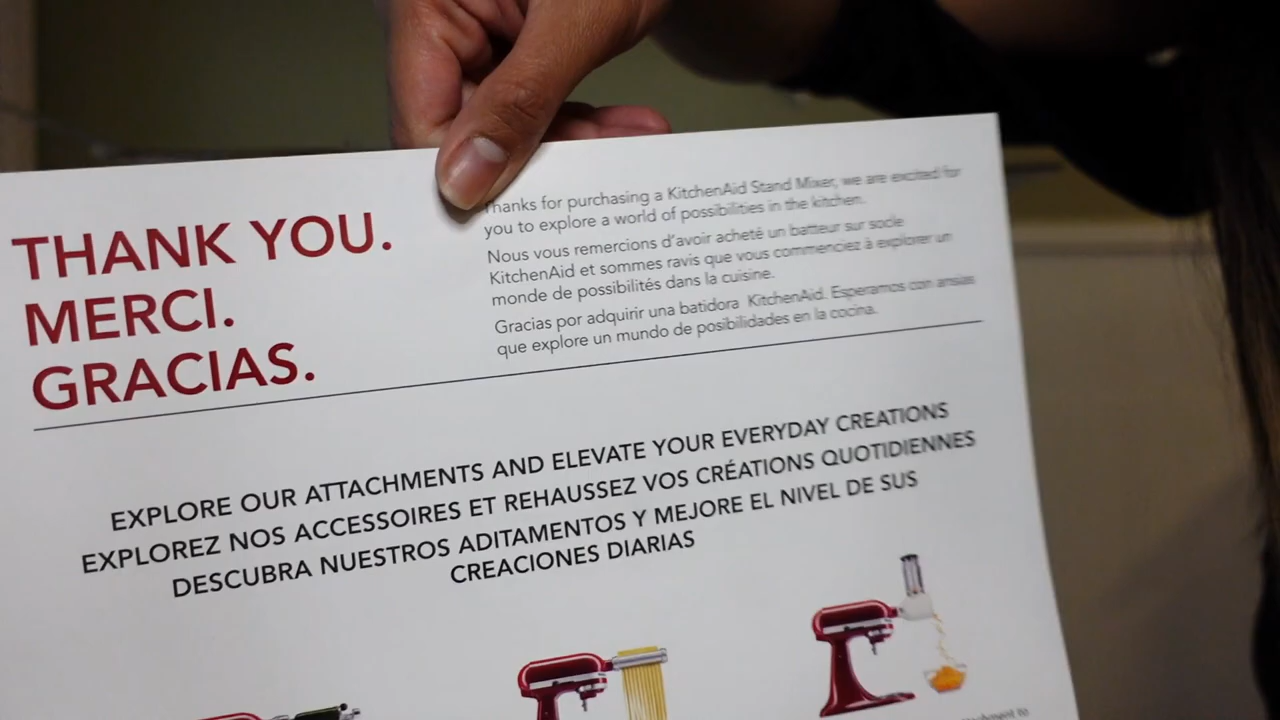 THANK YOU.
MERCI.
GRACIAS.
Thanks for purchasing a KitchenAid Stand Mixer, we are excited for
you to explore a world of possibilities in the kitchen.
Nous vous remercions d'avoir acheté un batteur sur socle
KitchenAid et sommes ravis que vous commenciez à explorer un
monde de possibilités dans la cuisine.
Gracias por adquirir una batidora KitchenAid. Esperamos con ansias
que explore un mundo de posibilidades en la cocina.
EXPLORE OUR ATTACHMENTS AND ELEVATE YOUR EVERYDAY CREATIONS
EXPLOREZ NOS ACCESSOIRES ET REHAUSSEZ VOS CRÉATIONS QUOTIDIENNES
DESCUBRA NUESTROS ADITAMENTOS Y MEJORE EL NIVEL DE SUS
CREACIONES DIARIAS